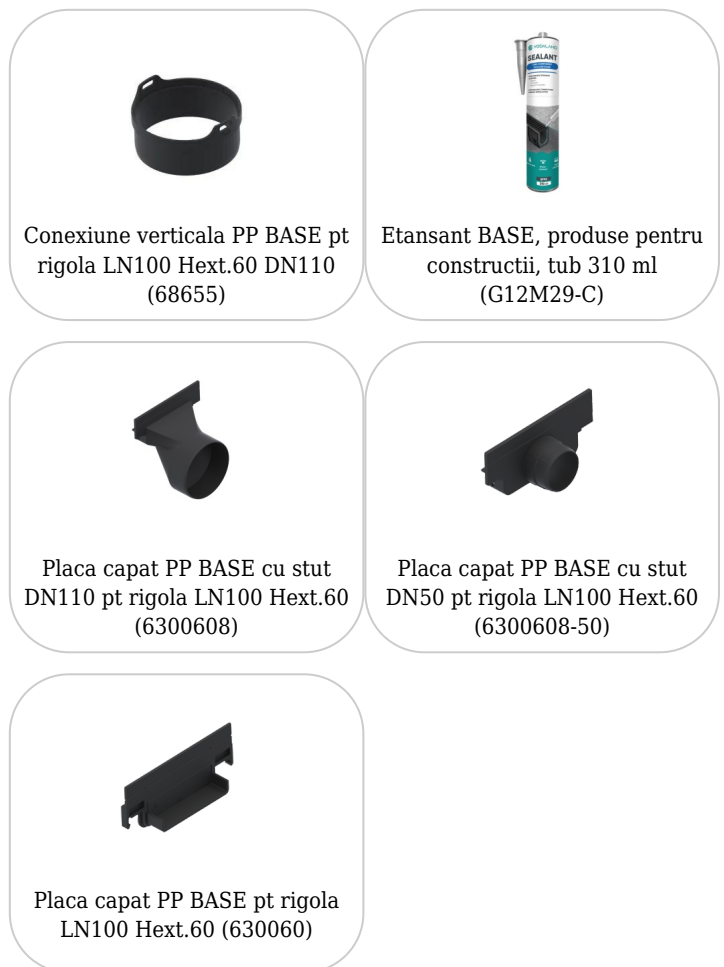 SEALANT
Conexiune verticala PP BASE pt
rigola LN100 Hext.60 DN110
(68655)
Etansant BASE, produse pentru
constructii, tub 310 ml
(G12M29-C)
Placa capat PP BASE cu stut
DN110 pt rigola LN100 Hext.60
(6300608)
Placa capat PP BASE cu stut
DN50 pt rigola LN100 Hext.60
(6300608-50)
Placa capat PP BASE pt rigola
LN100 Hext.60 (630060)